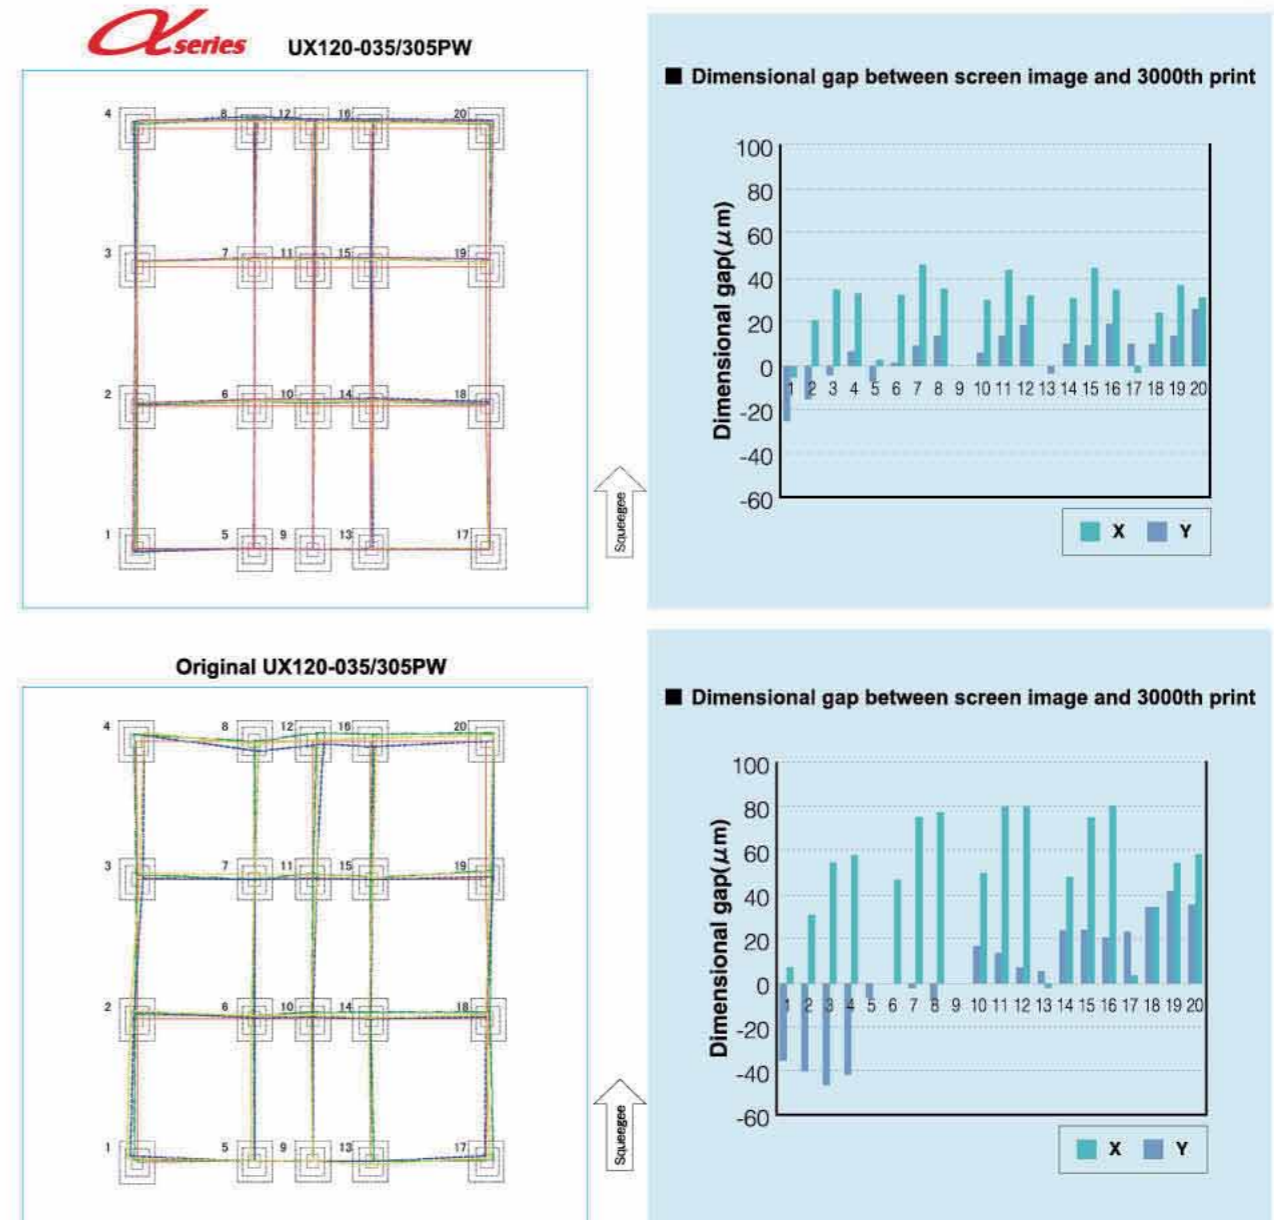 α series UX120-035/305PW
4 8 12 16 20
3 7 11 15 19
2 6 10 14 18
1 5 9 13 17
Squeegee
■ Dimensional gap between screen image and 3000th print
Dimensional gap(μm)
100
80
60
40
20
0
-20
-40
-60
1 2 3 4 5 6 7 8 9 10 11 12 13 14 15 16 17 18 19 20
X Y
Original UX120-035/305PW
4 8 12 16 20
3 7 11 15 19
2 6 10 14 18
1 5 9 13 17
Squeegee
■ Dimensional gap between screen image and 3000th print
Dimensional gap(μm)
100
80
60
40
20
0
-20
-40
-60
1 2 3 4 5 6 7 8 9 10 11 12 13 14 15 16 17 18 19 20
X Y